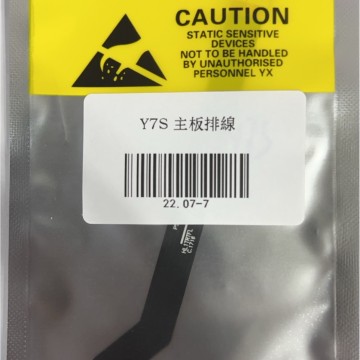 CAUTION
STATIC SENSITIVE
DEVICES
NOT TO BE HANDLED
BY UNAUTHORISED
PERSONNEL YX
Y7S 主板排線
22.07-7